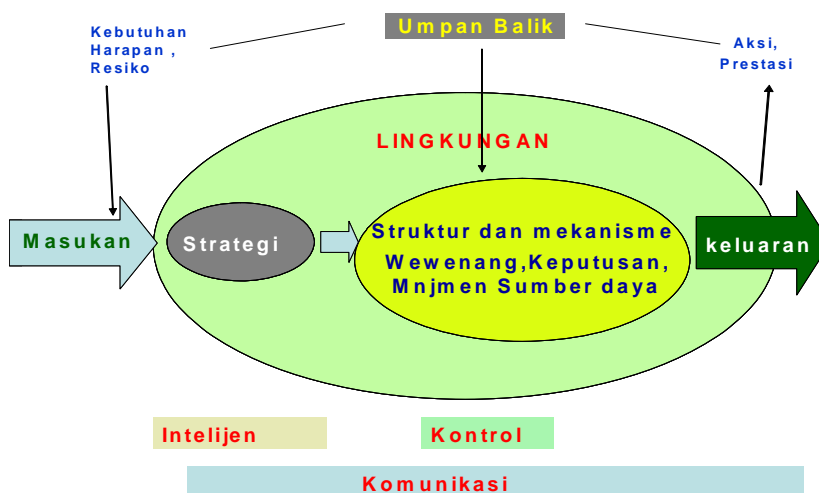 Kebutuhan
Harapan ,
Resiko
Umpan Balik
Aksi,
Prestasi
LINGKUNGAN
Masukan
Strategi
Struktur dan mekanisme
Wewenang,Keputusan,
Mnjmen Sumber daya
keluaran
Intelijen
Kontrol
Komunikasi